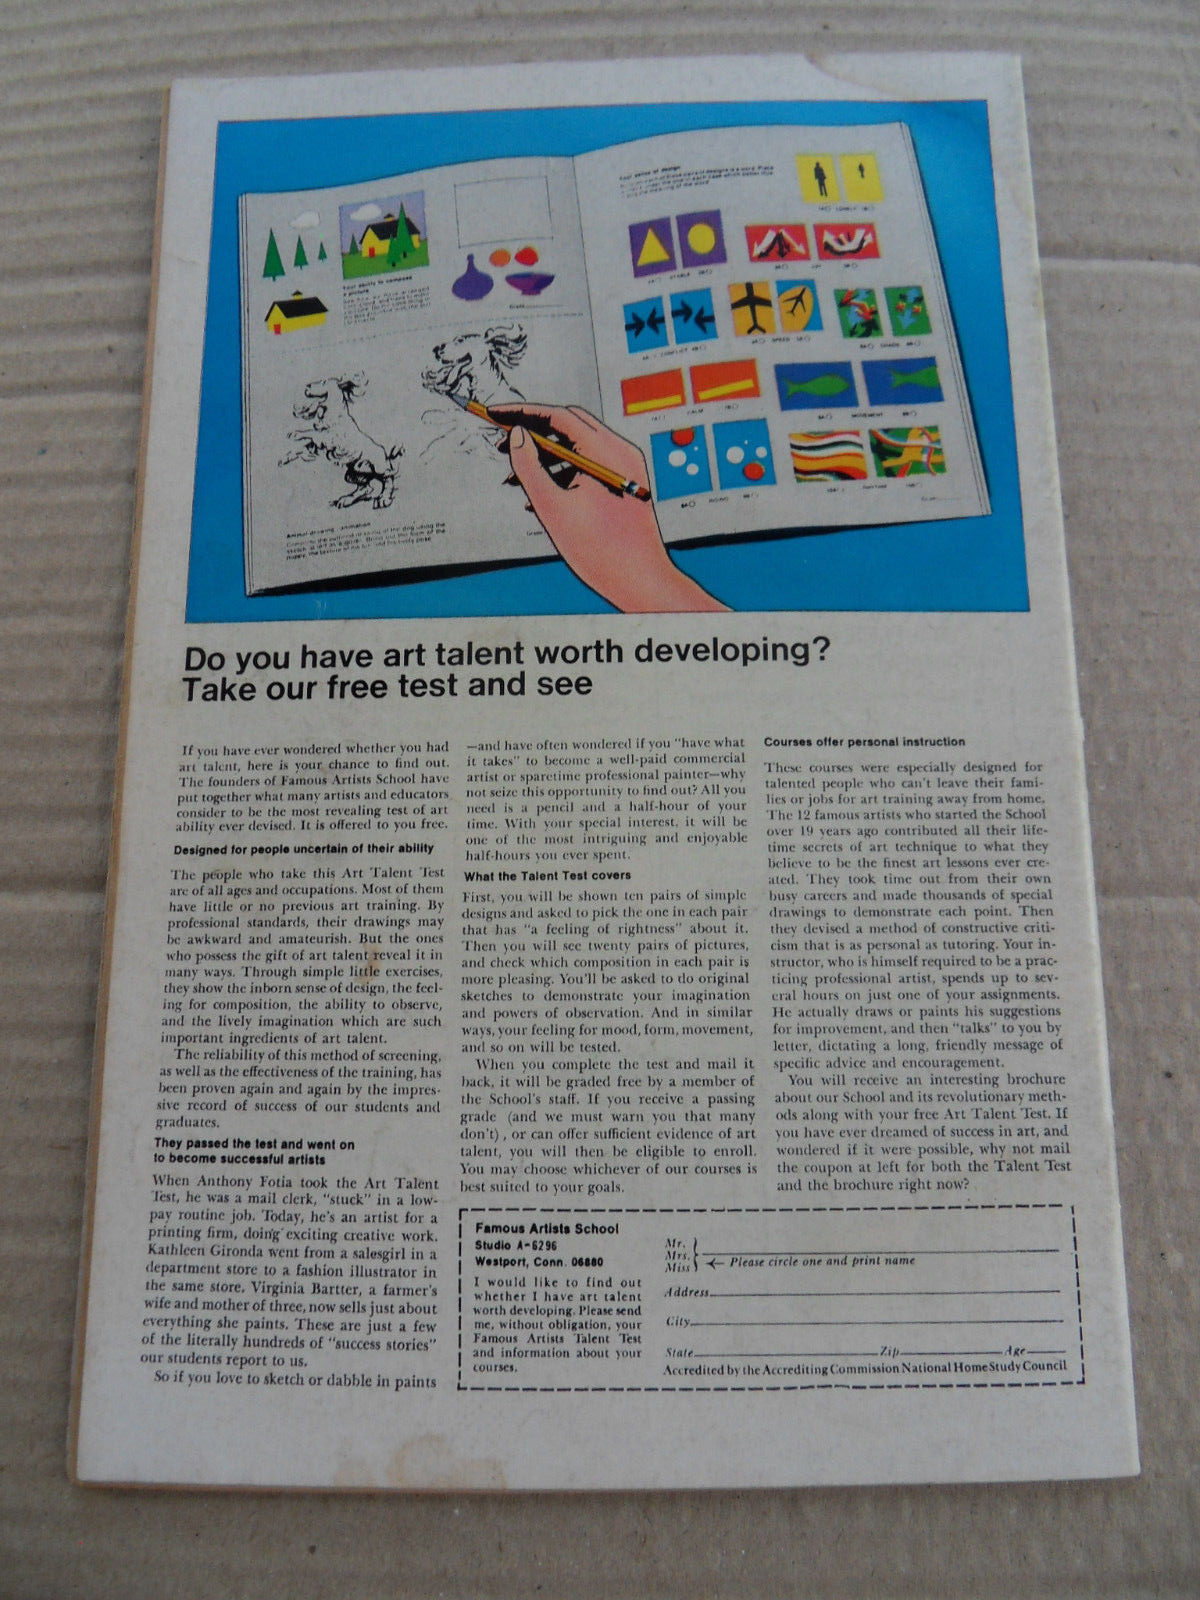 Your sense of design
Your ability to compose
a picture
Animal drawing
Do you have art talent worth developing?
Take our free test and see
If you have ever wondered whether you had
art talent, here is your chance to find out.
The founders of Famous Artists School have
put together what many artists and educators
consider to be the most revealing test of art
ability ever devised. It is offered to you free.
Designed for people uncertain of their ability
The people who take this Art Talent Test
are of all ages and occupations. Most of them
have little or no previous art training. By
professional standards, their drawings may
be awkward and amateurish. But the ones
who possess the gift of art talent reveal it in
many ways. Through simple little exercises,
they show the inborn sense of design, the feel-
ing for composition, the ability to observe,
and the lively imagination which are such
important ingredients of art talent.
The reliability of this method of screening,
as well as the effectiveness of the training, has
been proven again and again by the impres-
sive record of success of our students and
graduates.
They passed the test and went on
to become successful artists
When Anthony Fotia took the Art Talent
Test, he was a mail clerk, "stuck" in a low-
pay routine job. Today, he's an artist for a
printing firm, doing exciting creative work.
Kathleen Gironda went from a salesgirl in a
department store to a fashion illustrator in
the same store. Virginia Bartter, a farmer's
wife and mother of three, now sells just about
everything she paints. These are just a few
of the literally hundreds of "success stories"
our students report to us.
So if you love to sketch or dabble in paints
—and have often wondered if you "have what
it takes" to become a well-paid commercial
artist or sparetime professional painter—why
not seize this opportunity to find out? All you
need is a pencil and a half-hour of your
time. With your special interest, it will be
one of the most intriguing and enjoyable
half-hours you ever spent.
What the Talent Test covers
First, you will be shown ten pairs of simple
designs and asked to pick the one in each pair
that has "a feeling of rightness" about it.
Then you will see twenty pairs of pictures,
and check which composition in each pair is
more pleasing. You'll be asked to do original
sketches to demonstrate your imagination
and powers of observation. And in similar
ways, your feeling for mood, form, movement,
and so on will be tested.
When you complete the test and mail it
back, it will be graded free by a member of
the School's staff. If you receive a passing
grade (and we must warn you that many
don't), or can offer sufficient evidence of art
talent, you will then be eligible to enroll.
You may choose whichever of our courses is
best suited to your goals.
Courses offer personal instruction
These courses were especially designed for
talented people who can't leave their fami-
lies or jobs for art training away from home.
The 12 famous artists who started the School
over 19 years ago contributed all their life-
time secrets of art technique to what they
believe to be the finest art lessons ever cre-
ated. They took time out from their own
busy careers and made thousands of special
drawings to demonstrate each point. Then
they devised a method of constructive criti-
cism that is as personal as tutoring. Your in-
structor, who is himself required to be a prac-
ticing professional artist, spends up to sev-
eral hours on just one of your assignments.
He actually draws or paints his suggestions
for improvement, and then "talks" to you by
letter, dictating a long, friendly message of
specific advice and encouragement.
You will receive an interesting brochure
about our School and its revolutionary meth-
ods along with your free Art Talent Test. If
you have ever dreamed of success in art, and
wondered if it were possible, why not mail
the coupon at left for both the Talent Test
and the brochure right now?
Famous Artists School
Studio A-6296
Westport, Conn. 06880
I would like to find out
whether I have art talent
worth developing. Please send
me, without obligation, your
Famous Artists Talent Test
and information about your
courses.
Mr.
Mrs.
Miss
Please circle one and print name
Address
City
State Zip Age
Accredited by the Accrediting Commission National Home Study Council